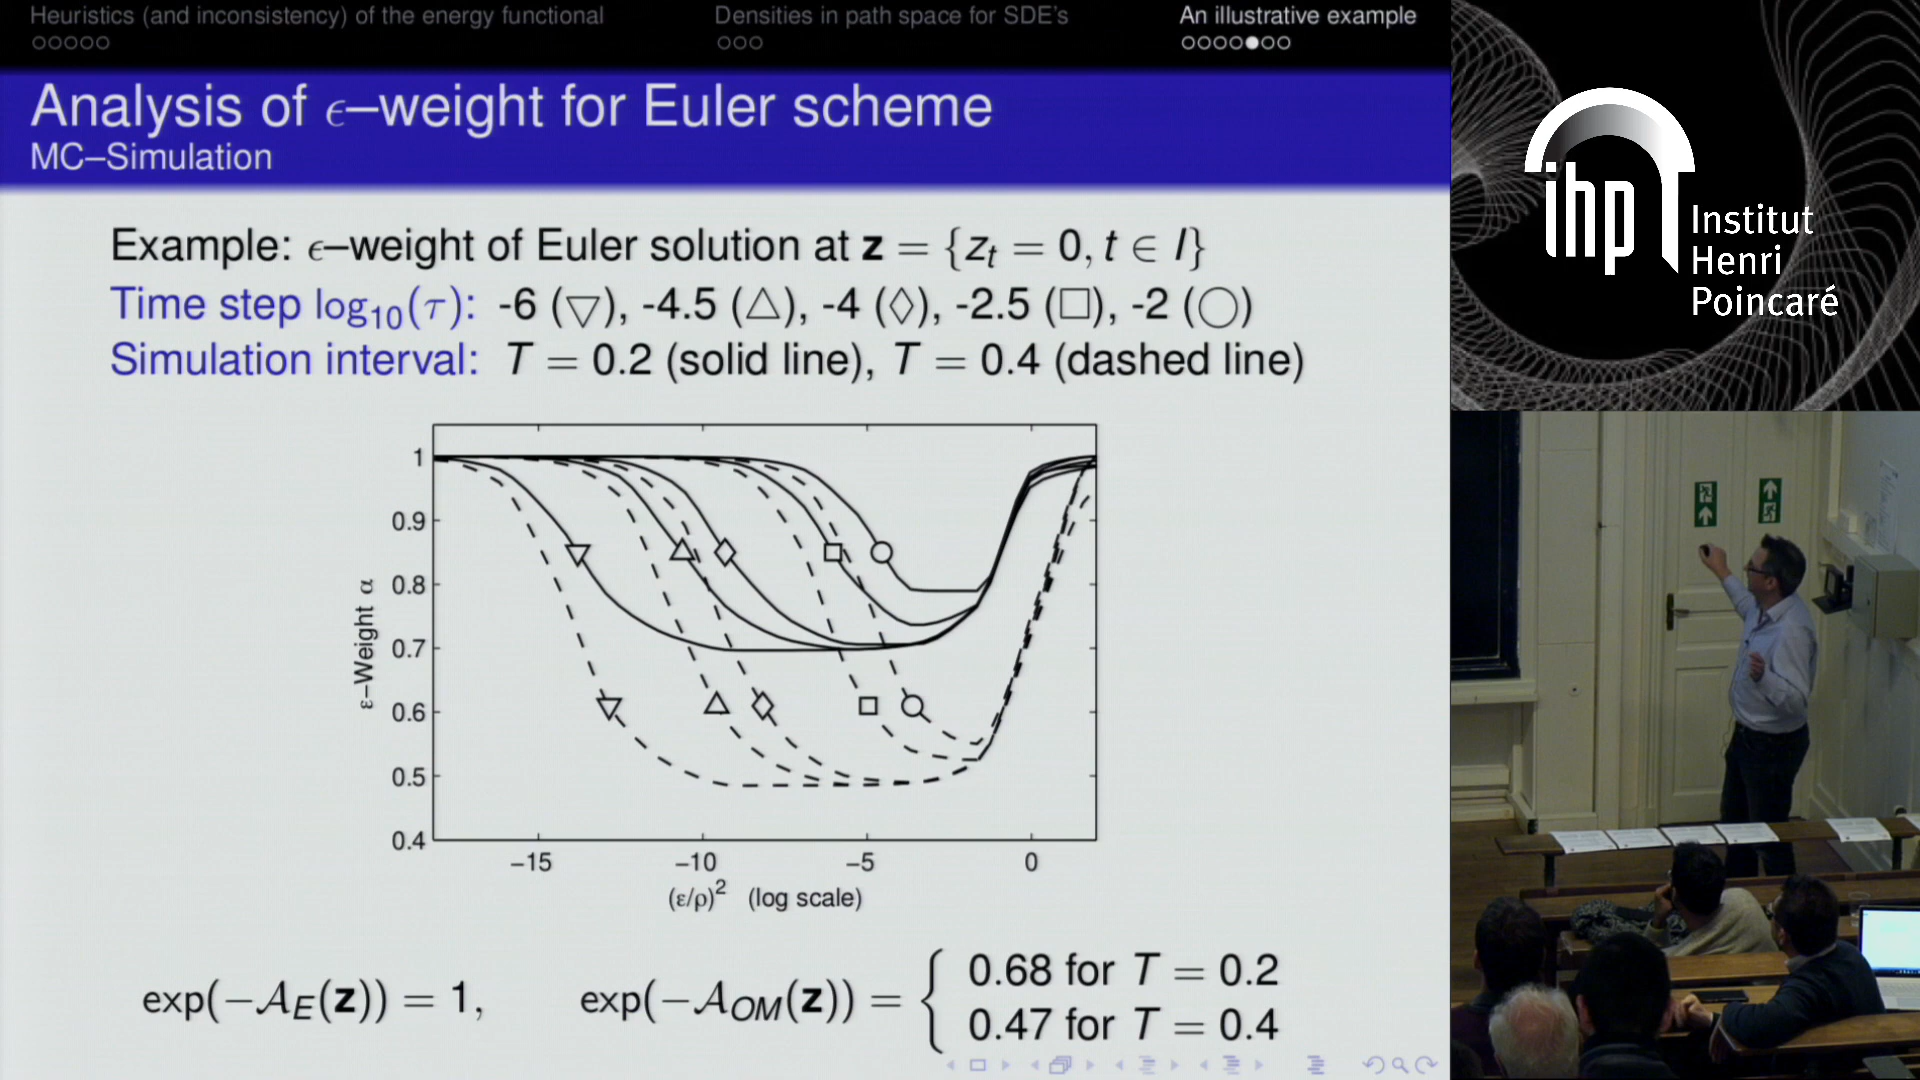 Heuristics (and inconsistency) of the energy functional
Densities in path space for SDE's
An illustrative example
Analysis of ϵ–weight for Euler scheme
MC–Simulation
Example: ϵ–weight of Euler solution at z = {z_t = 0, t ∈ I}
Time step log₁₀(τ): -6 (▽), -4.5 (△), -4 (◇), -2.5 (□), -2 (○)
Simulation interval: T = 0.2 (solid line), T = 0.4 (dashed line)
1
0.9
0.8
0.7
0.6
0.5
0.4
ε–Weight α
−15
−10
−5
0
(ε/ρ)² (log scale)
exp(−A_E(z)) = 1,
exp(−A_OM(z)) = { 0.68 for T = 0.2
0.47 for T = 0.4
ihp
Institut
Henri
Poincaré